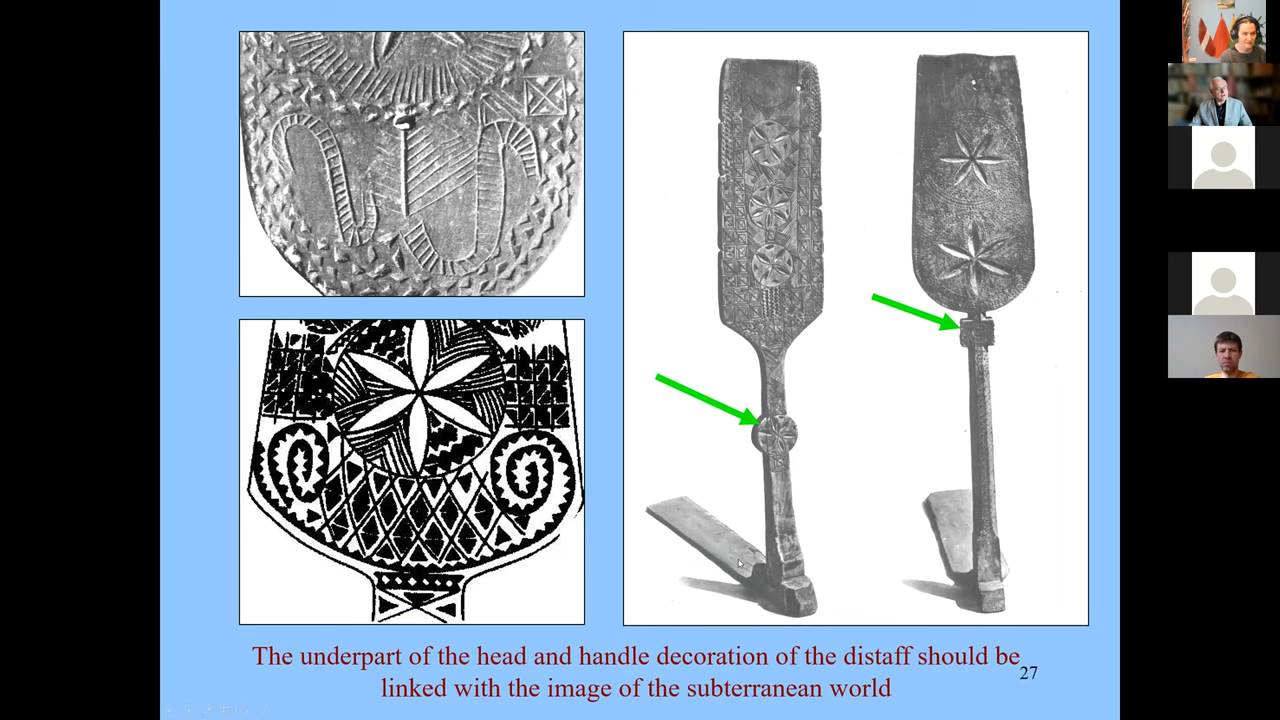 The underpart of the head and handle decoration of the distaff should be
linked with the image of the subterranean world
27